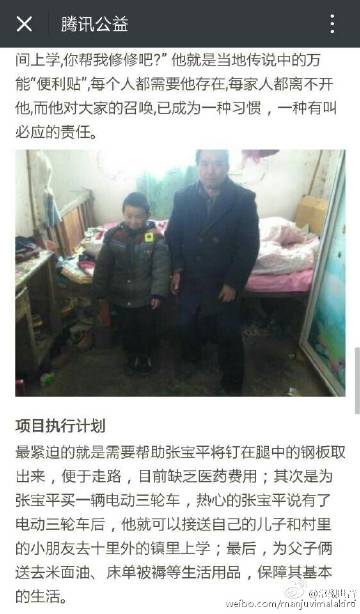 腾讯公益
间上学,你帮我修修吧?” 他就是当地传说中的万
能“便利贴”,每个人都需要他存在,每家人都离不开
他,而他对大家的召唤,已成为一种习惯，一种有叫
必应的责任。
项目执行计划
最紧迫的就是需要帮助张宝平将钉在腿中的钢板取
出来，便于走路，目前缺乏医药费用；其次是为
张宝平买一辆电动三轮车，热心的张宝平说有了
电动三轮车后，他就可以接送自己的儿子和村里
的小朋友去十里外的镇里上学；最后，为父子俩
送去米面油、床单被褥等生活用品，保障其基本
的生活。
weibo.com/manjuvimalakirti